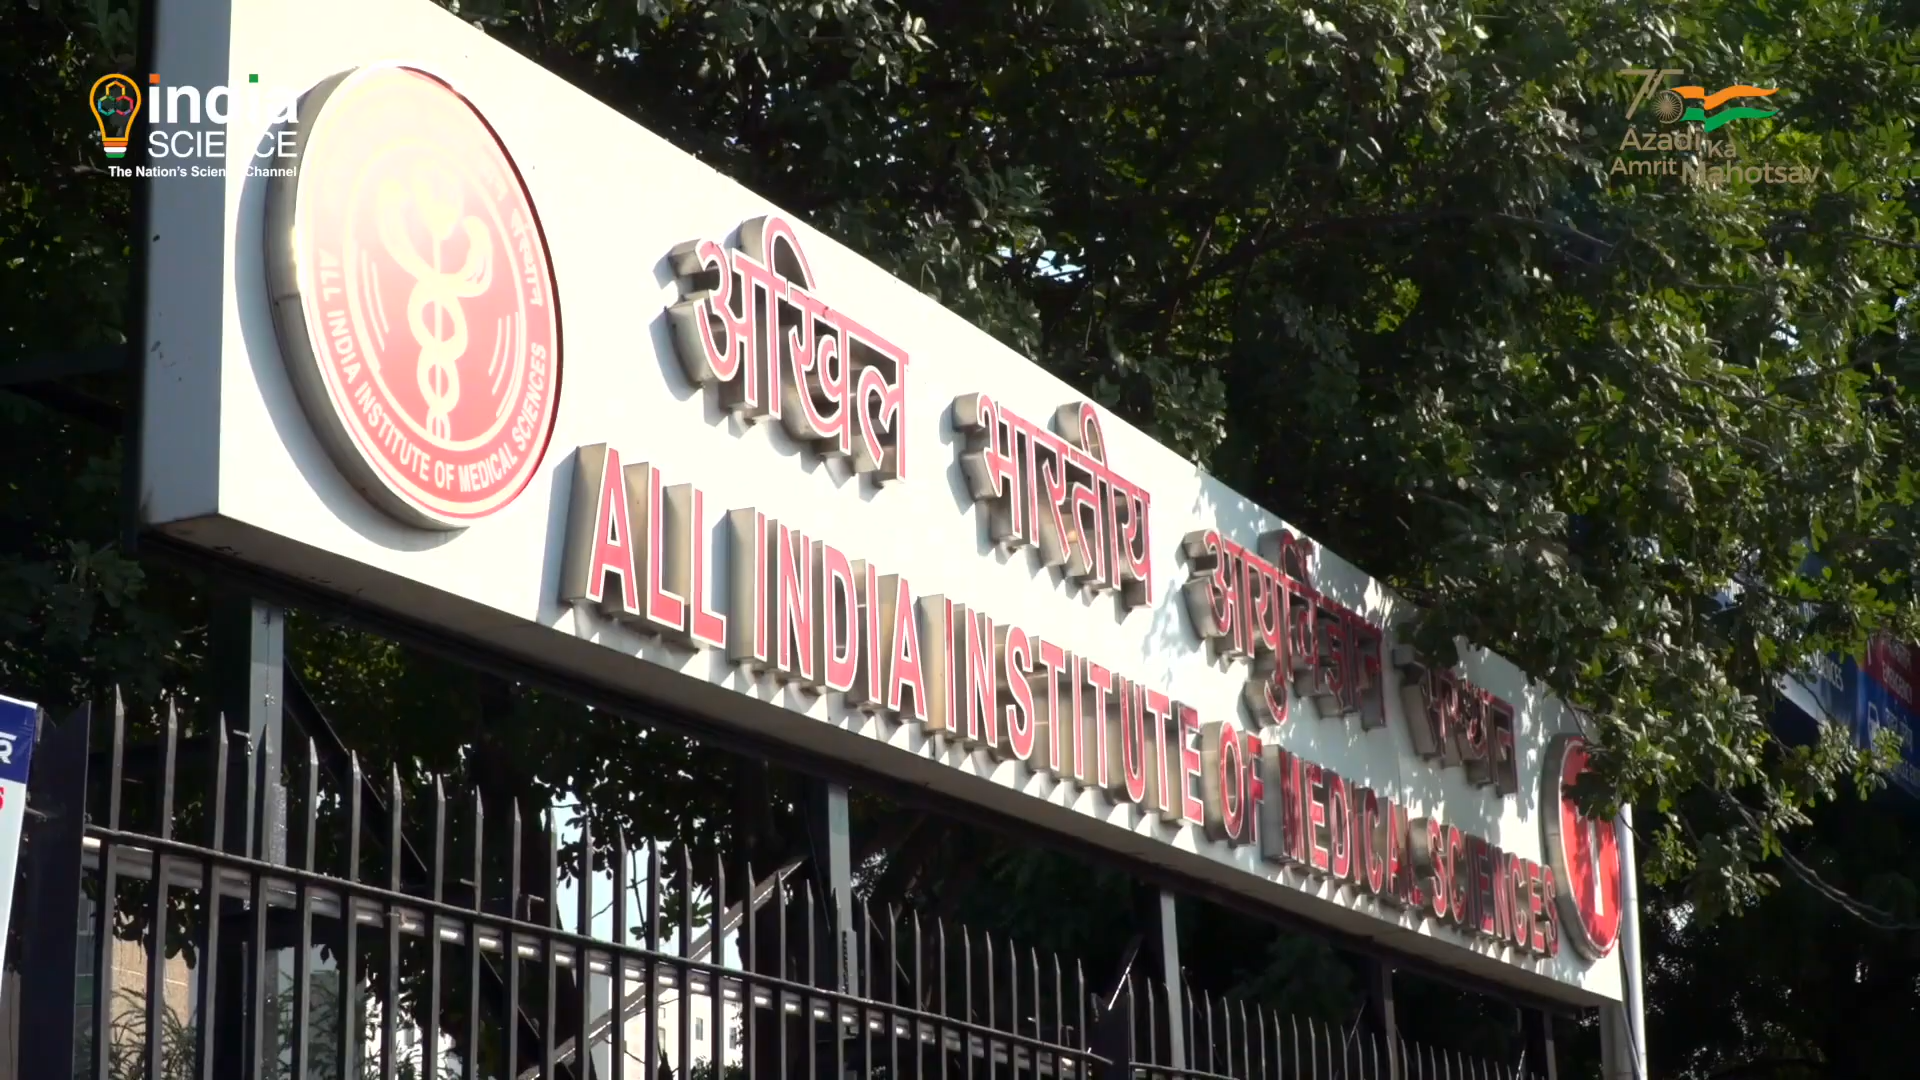 india
SCIENCE
The Nation's Science Channel
75
Azadi Ka
Amrit Mahotsav
ALL INDIA INSTITUTE OF MEDICAL SCIENCES
अखिल भारतीय आयुर्विज्ञान संस्थान
ALL INDIA INSTITUTE OF MEDICAL SCIENCES